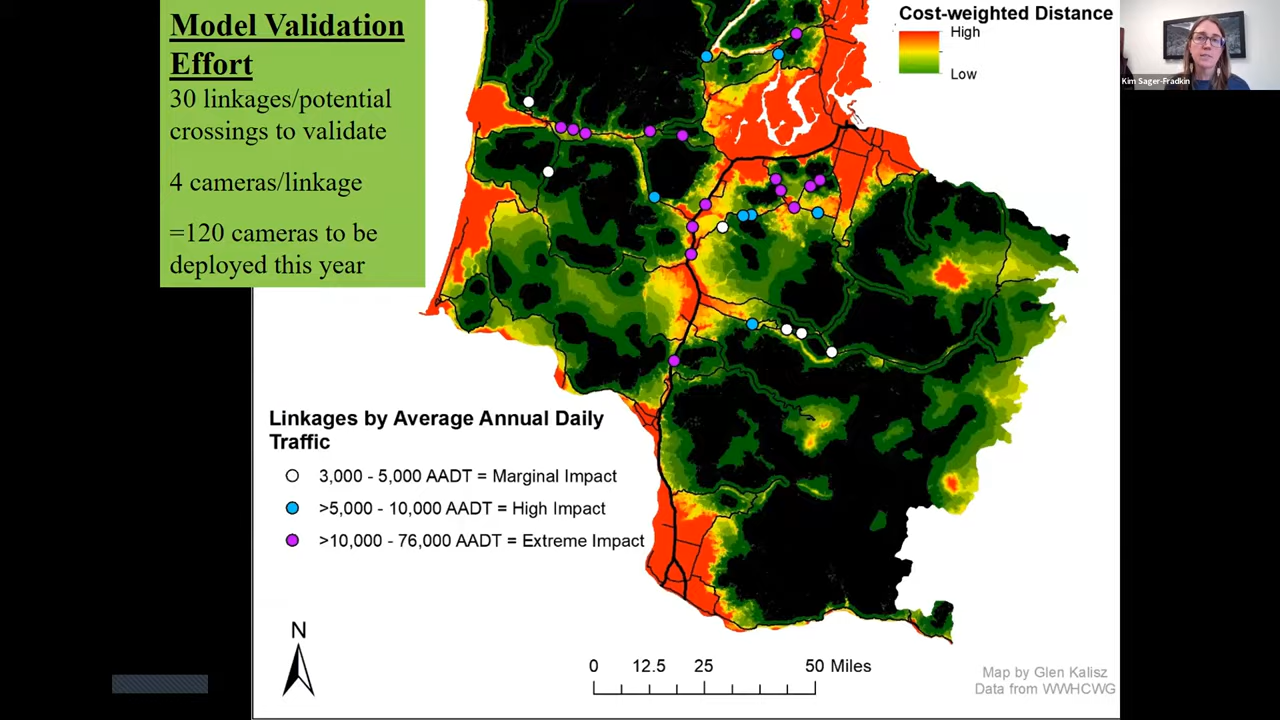 Model Validation
Effort
30 linkages/potential
crossings to validate
4 cameras/linkage
=120 cameras to be
deployed this year
Cost-weighted Distance
High
Low
Kim Sager-Fradkin
Linkages by Average Annual Daily
Traffic
3,000 - 5,000 AADT = Marginal Impact
>5,000 - 10,000 AADT = High Impact
>10,000 - 76,000 AADT = Extreme Impact
N
0 12.5 25 50 Miles
Map by Glen Kalisz
Data from WWHCWG